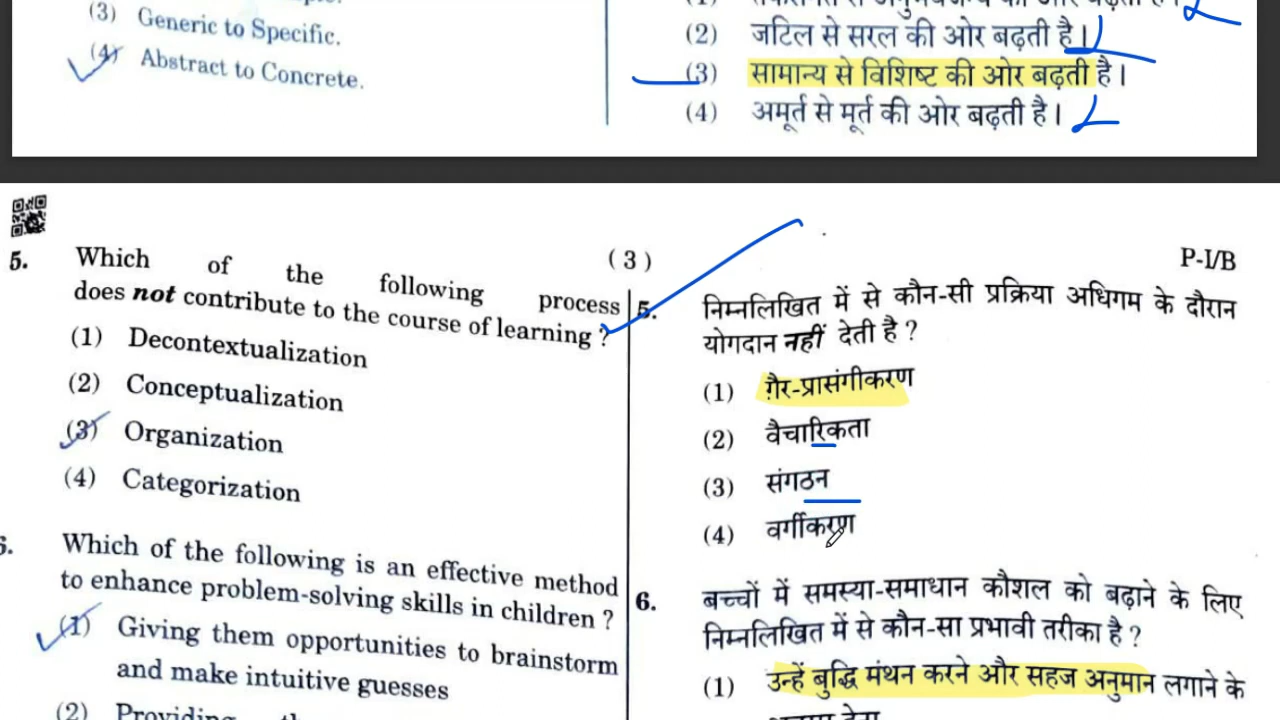 (3) Generic to Specific.
(4) Abstract to Concrete.
(2) जटिल से सरल की ओर बढ़ती है।
(3) सामान्य से विशिष्ट की ओर बढ़ती है।
(4) अमूर्त से मूर्त की ओर बढ़ती है।
(3)
P-I/B
5. Which of the following process
does not contribute to the course of learning ?
(1) Decontextualization
(2) Conceptualization
(3) Organization
(4) Categorization
6. Which of the following is an effective method
to enhance problem-solving skills in children ?
(1) Giving them opportunities to brainstorm
and make intuitive guesses
(2) Providing
5. निम्नलिखित में से कौन-सी प्रक्रिया अधिगम के दौरान
योगदान नहीं देती है ?
(1) ग़ैर-प्रासंगीकरण
(2) वैचारिकता
(3) संगठन
(4) वर्गीकरण
6. बच्चों में समस्या-समाधान कौशल को बढ़ाने के लिए
निम्नलिखित में से कौन-सा प्रभावी तरीका है ?
(1) उन्हें बुद्धि मंथन करने और सहज अनुमान लगाने के